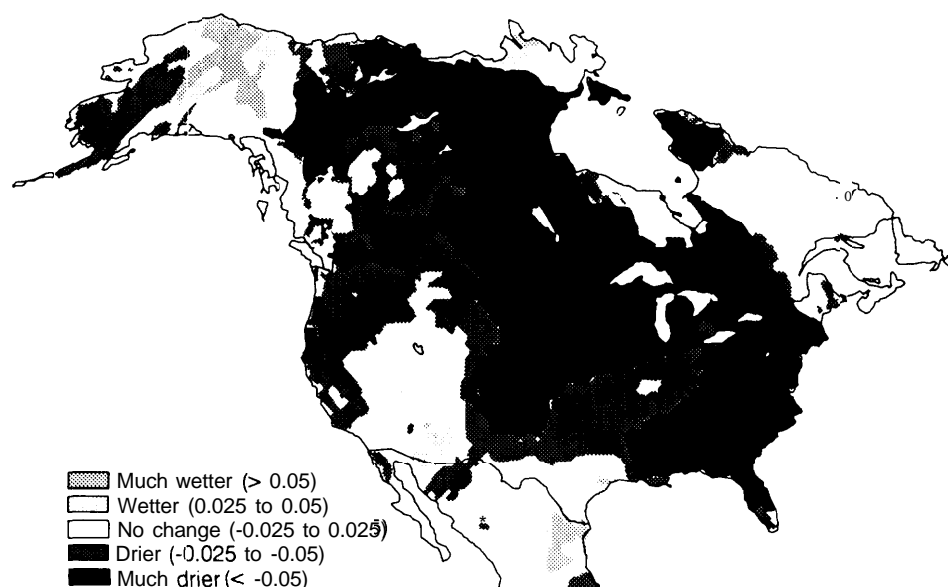 Much wetter (> 0.05)
Wetter (0.025 to 0.05)
No change (-0.025 to 0.025)
Drier (-0.025 to -0.05)
Much drier (< -0.05)